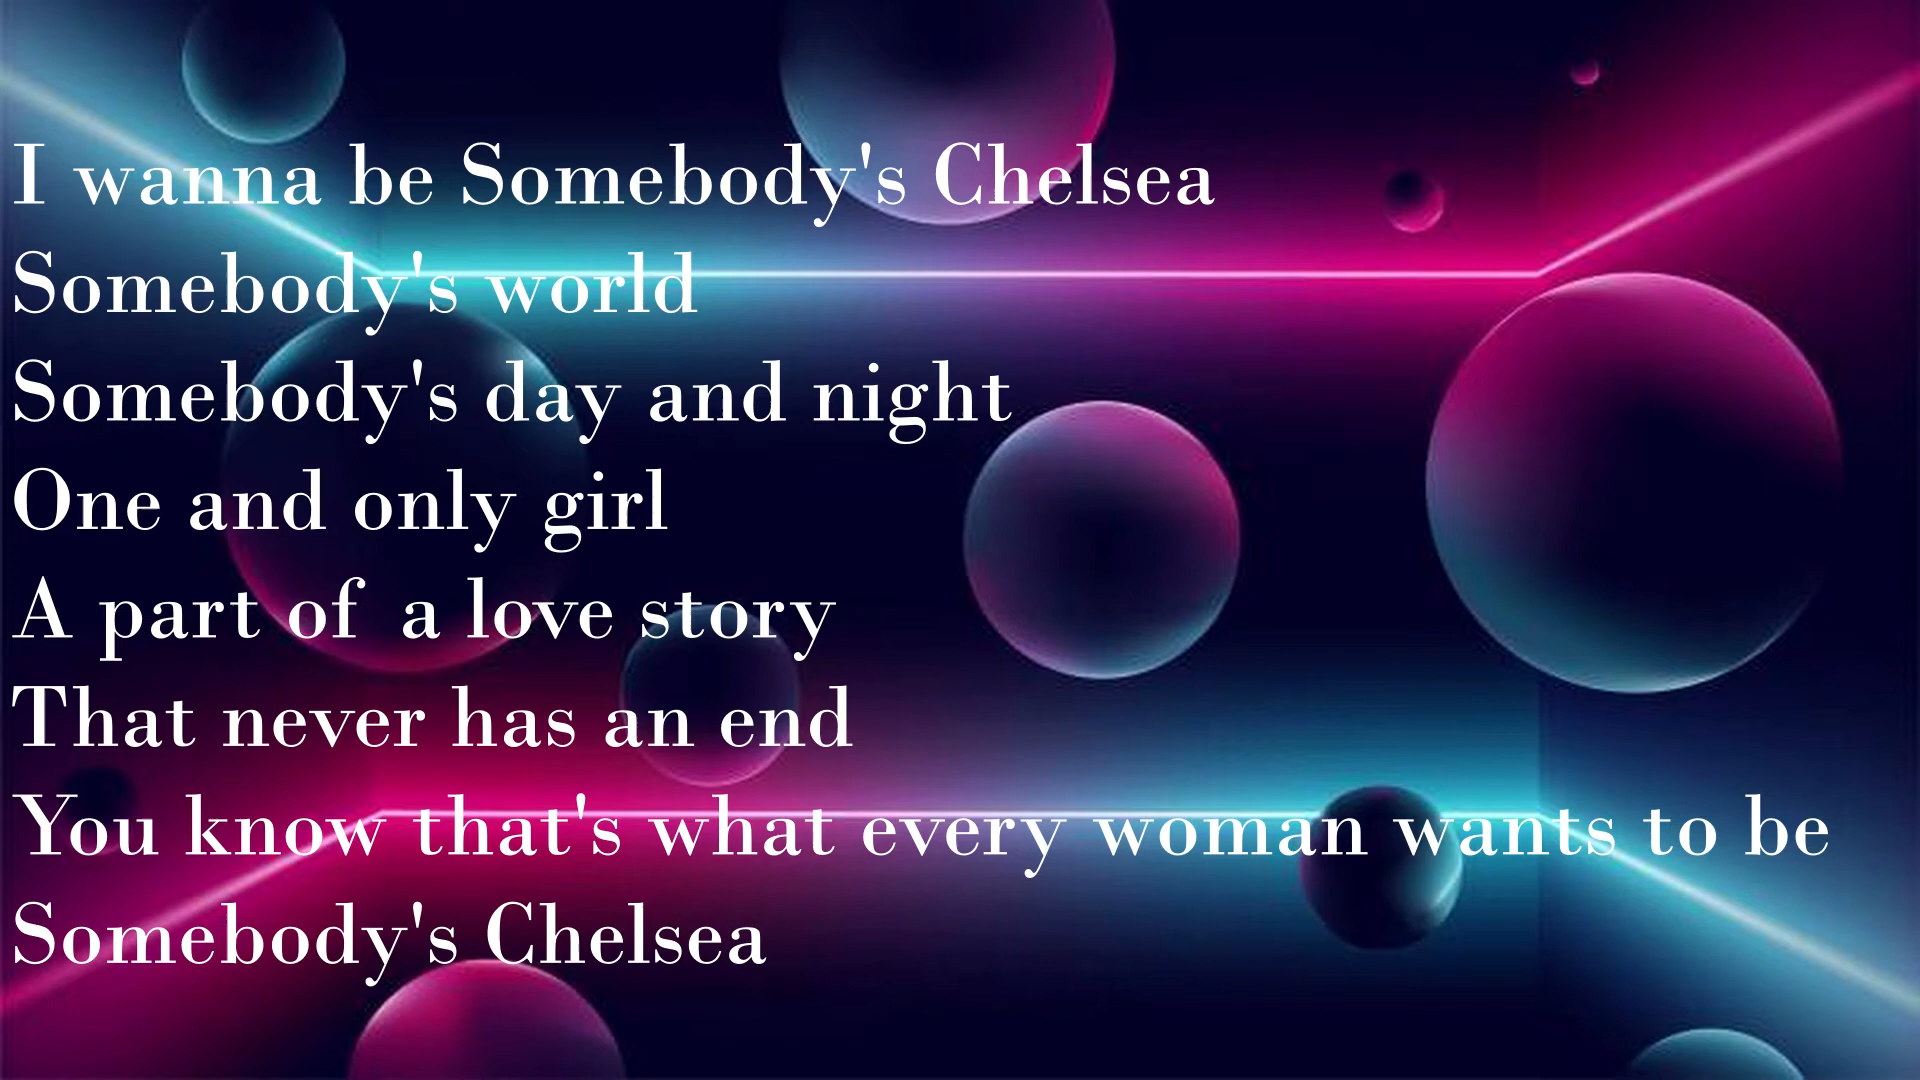 I wanna be Somebody's Chelsea
Somebody's world
Somebody's day and night
One and only girl
A part of  a love story
That never has an end
You know that's what every woman wants to be
Somebody's Chelsea